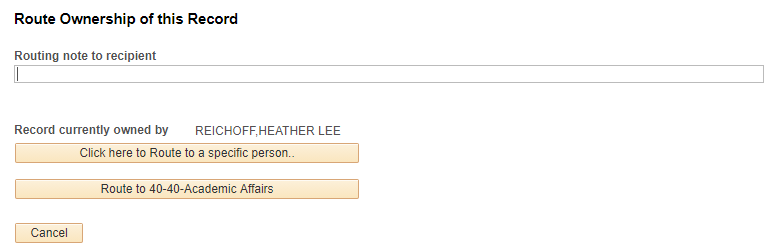 Route Ownership of this Record
Routing note to recipient
Record currently owned by REICHOFF,HEATHER LEE
Click here to Route to a specific person..
Route to 40-40-Academic Affairs
Cancel